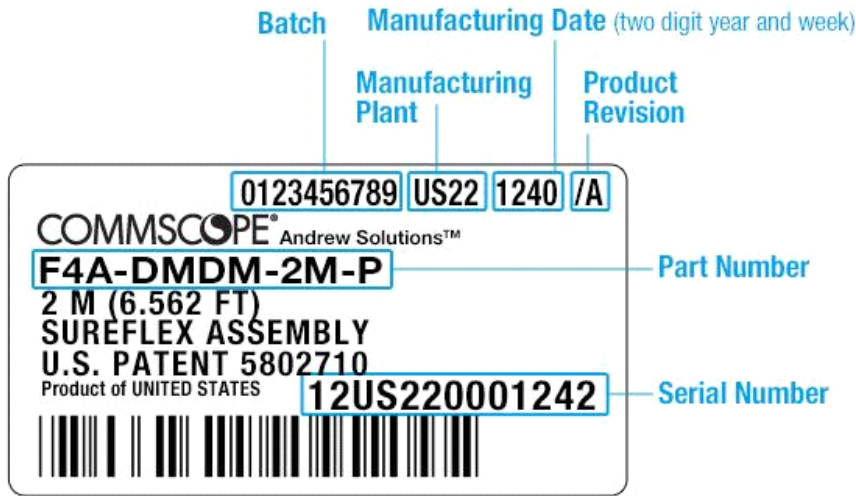 Batch
Manufacturing Date (two digit year and week)
Manufacturing
Plant
Product
Revision
0123456789 US22 1240 /A
COMMSCOPE® Andrew Solutions™
F4A-DMDM-2M-P
Part Number
2 M (6.562 FT)
SUREFLEX ASSEMBLY
U.S. PATENT 5802710
Product of UNITED STATES
12US220001242
Serial Number